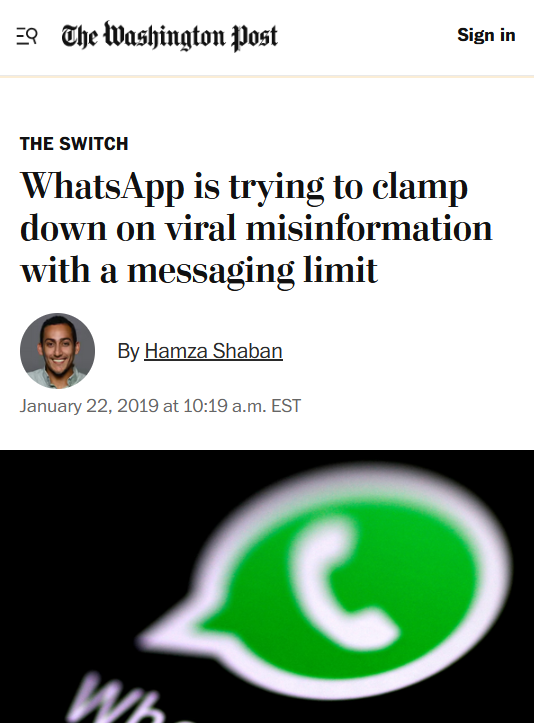 The Washington Post
Sign in
THE SWITCH
WhatsApp is trying to clamp
down on viral misinformation
with a messaging limit
By Hamza Shaban
January 22, 2019 at 10:19 a.m. EST